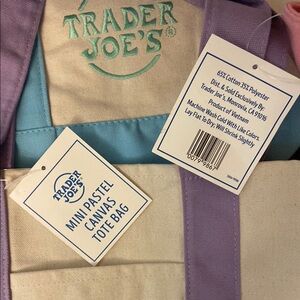 TRADER
JOE'S®
65% Cotton 35% Polyester
Dist. & Sold Exclusively By:
Trader Joe's, Monrovia, CA 91016
Product of Vietnam
Machine Wash Cold With Like Colors.
Lay Flat To Dry; Will Shrink Slightly
TRADER
JOE'S
MINI PASTEL
CANVAS
TOTE BAG